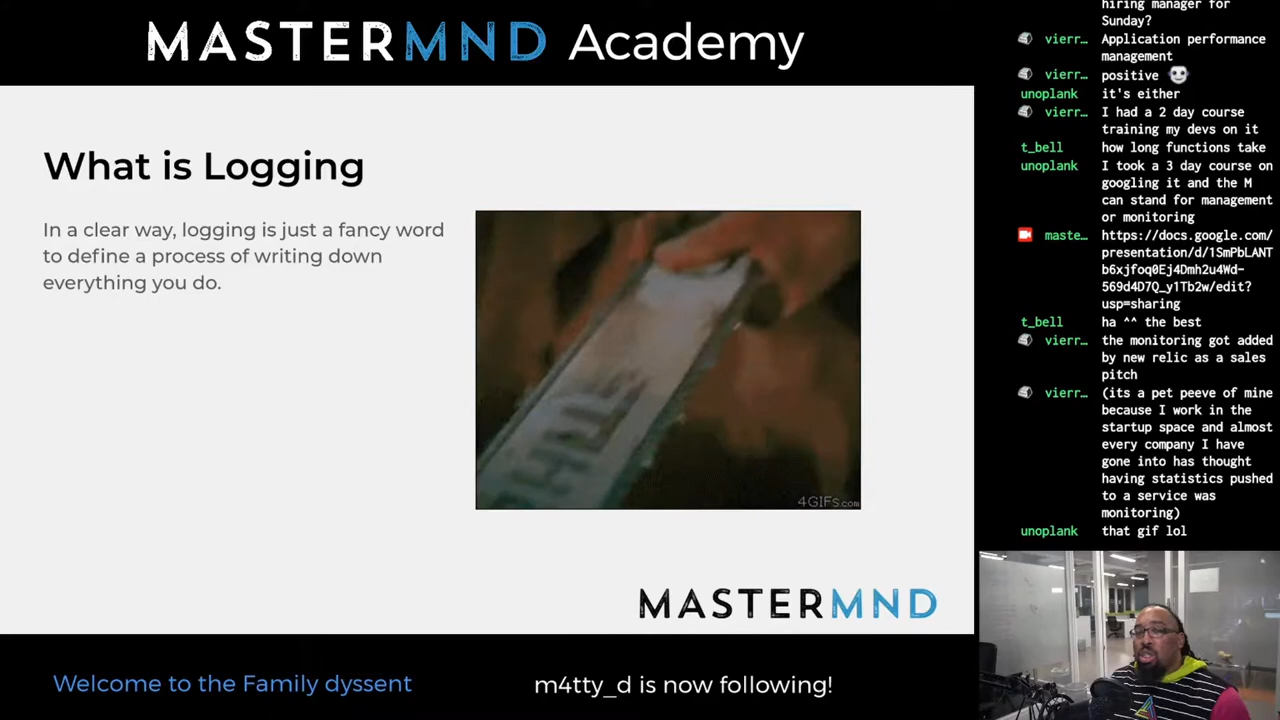 MASTERMND Academy
What is Logging
In a clear way, logging is just a fancy word
to define a process of writing down
everything you do.
4GIFs.com
MASTERMND
Welcome to the Family dyssent
m4tty_d is now following!
hiring manager for
Sunday?
vierr… Application performance
management
vierr… positive
unoplank it's either
vierr… I had a 2 day course
training my devs on it
t_bell how long functions take
unoplank I took a 3 day course on
googling it and the M
can stand for management
or monitoring
maste… https://docs.google.com/
presentation/d/1SmPbLANT
b6xjfoq0Ej4Dmh2u4Wd-
569d4D7Q_y1Tb2w/edit?
usp=sharing
t_bell ha ^^ the best
vierr… the monitoring got added
by new relic as a sales
pitch
vierr… (its a pet peeve of mine
because I work in the
startup space and almost
every company I have
gone into has thought
having statistics pushed
to a service was
monitoring)
unoplank that gif lol